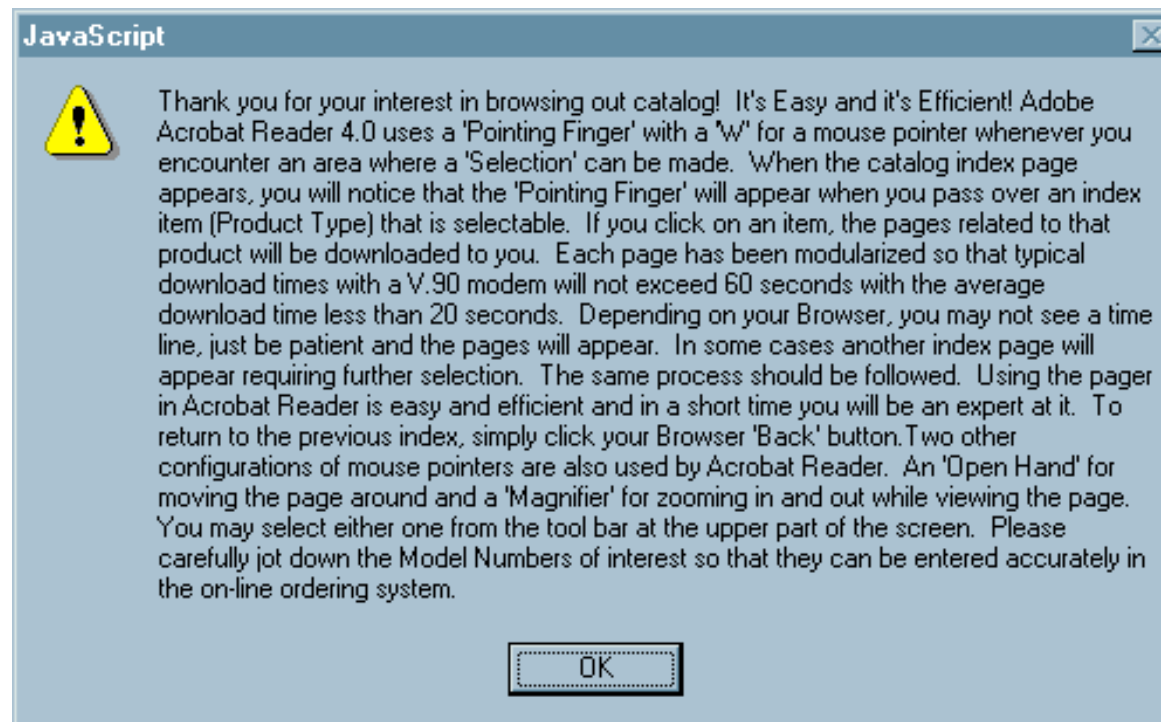 JavaScript
Thank you for your interest in browsing out catalog!  It's Easy and it's Efficient! Adobe
Acrobat Reader 4.0 uses a 'Pointing Finger' with a 'W' for a mouse pointer whenever you
encounter an area where a 'Selection' can be made.  When the catalog index page
appears, you will notice that the 'Pointing Finger' will appear when you pass over an index
item (Product Type) that is selectable.  If you click on an item, the pages related to that
product will be downloaded to you.  Each page has been modularized so that typical
download times with a V.90 modem will not exceed 60 seconds with the average
download time less than 20 seconds.  Depending on your Browser, you may not see a time
line, just be patient and the pages will appear.  In some cases another index page will
appear requiring further selection.  The same process should be followed.  Using the pager
in Acrobat Reader is easy and efficient and in a short time you will be an expert at it.  To
return to the previous index, simply click your Browser 'Back' button.Two other
configurations of mouse pointers are also used by Acrobat Reader.  An 'Open Hand' for
moving the page around and a 'Magnifier' for zooming in and out while viewing the page.
You may select either one from the tool bar at the upper part of the screen.  Please
carefully jot down the Model Numbers of interest so that they can be entered accurately in
the on-line ordering system.
OK